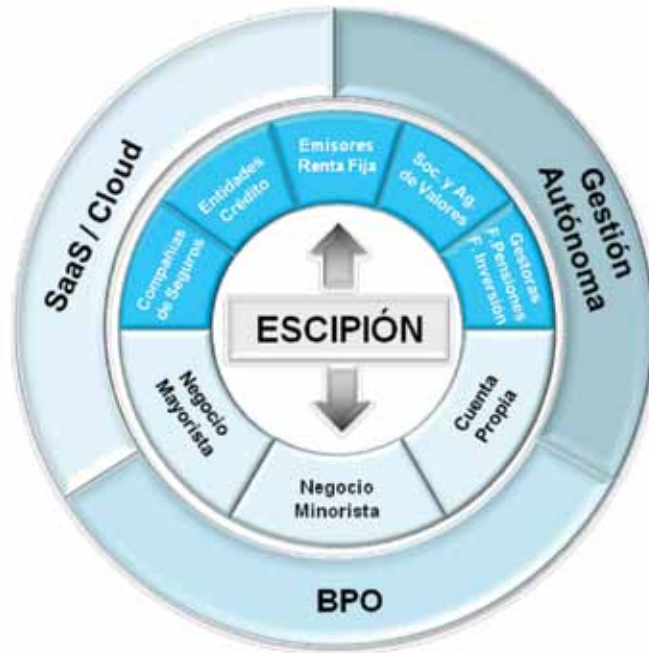 SaaS / Cloud
Gestión
Autónoma
BPO
Compañías
de Seguros
Entidades
Crédito
Emisores
Renta Fija
Soc. y Ag.
de Valores
Gestoras
F. Pensiones
F. Inversión
ESCIPIÓN
Negocio
Mayorista
Negocio
Minorista
Cuenta
Propia